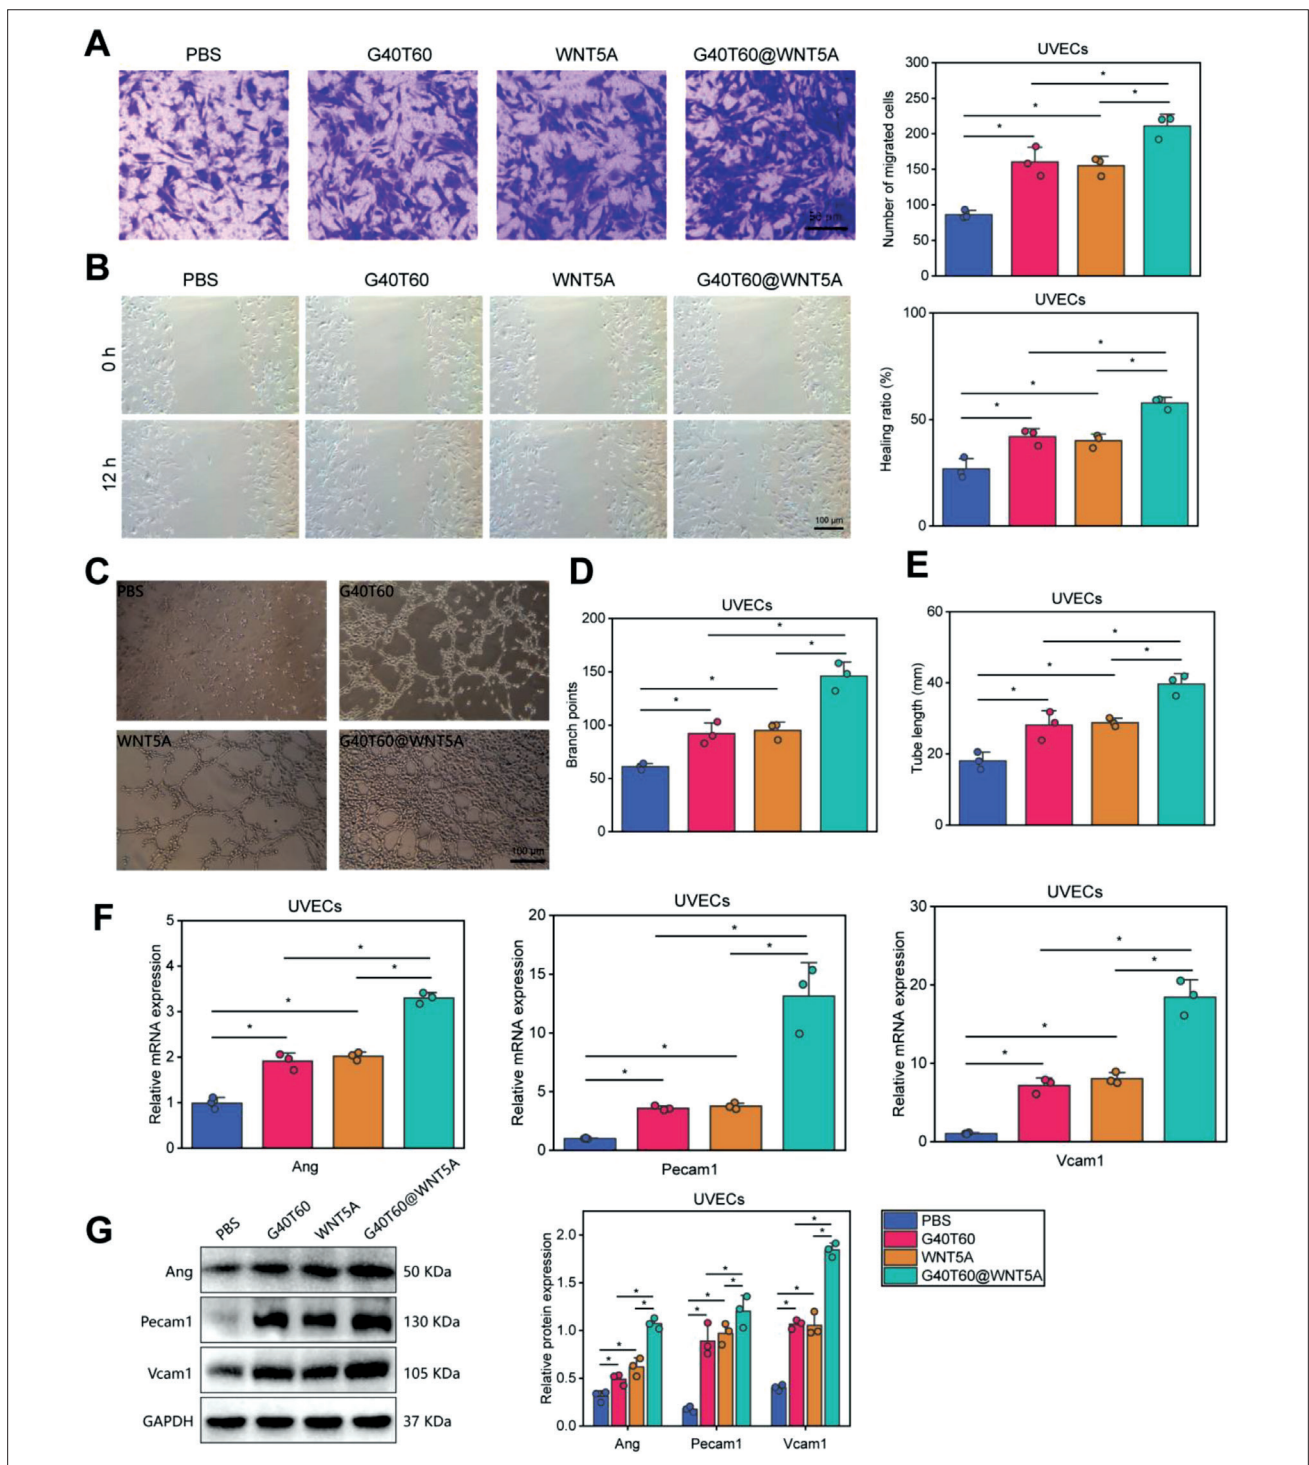 A
PBS
G40T60
WNT5A
G40T60@WNT5A
50 μm
UVECs
Number of migrated cells
300
250
200
150
100
50
0
* * * *
B
PBS
G40T60
WNT5A
G40T60@WNT5A
0 h
12 h
100 μm
UVECs
Healing ratio (%)
100
50
0
* * * *
C
PBS
G40T60
WNT5A
G40T60@WNT5A
100 μm
D
UVECs
Branch points
200
150
100
50
0
* * * *
E
UVECs
Tube length (mm)
60
40
20
0
* * * *
F
UVECs
Relative mRNA expression
5
4
3
2
1
0
* * * *
Ang
UVECs
Relative mRNA expression
20
15
10
5
0
* * * *
Pecam1
UVECs
Relative mRNA expression
30
20
10
0
* * * *
Vcam1
G
PBS
G40T60
WNT5A
G40T60@WNT5A
Ang 50 KDa
Pecam1 130 KDa
Vcam1 105 KDa
GAPDH 37 KDa
UVECs
Relative protein expression
2.0
1.5
1.0
0.5
0.0
* * * *
* * * *
* * * *
Ang Pecam1 Vcam1
PBS
G40T60
WNT5A
G40T60@WNT5A